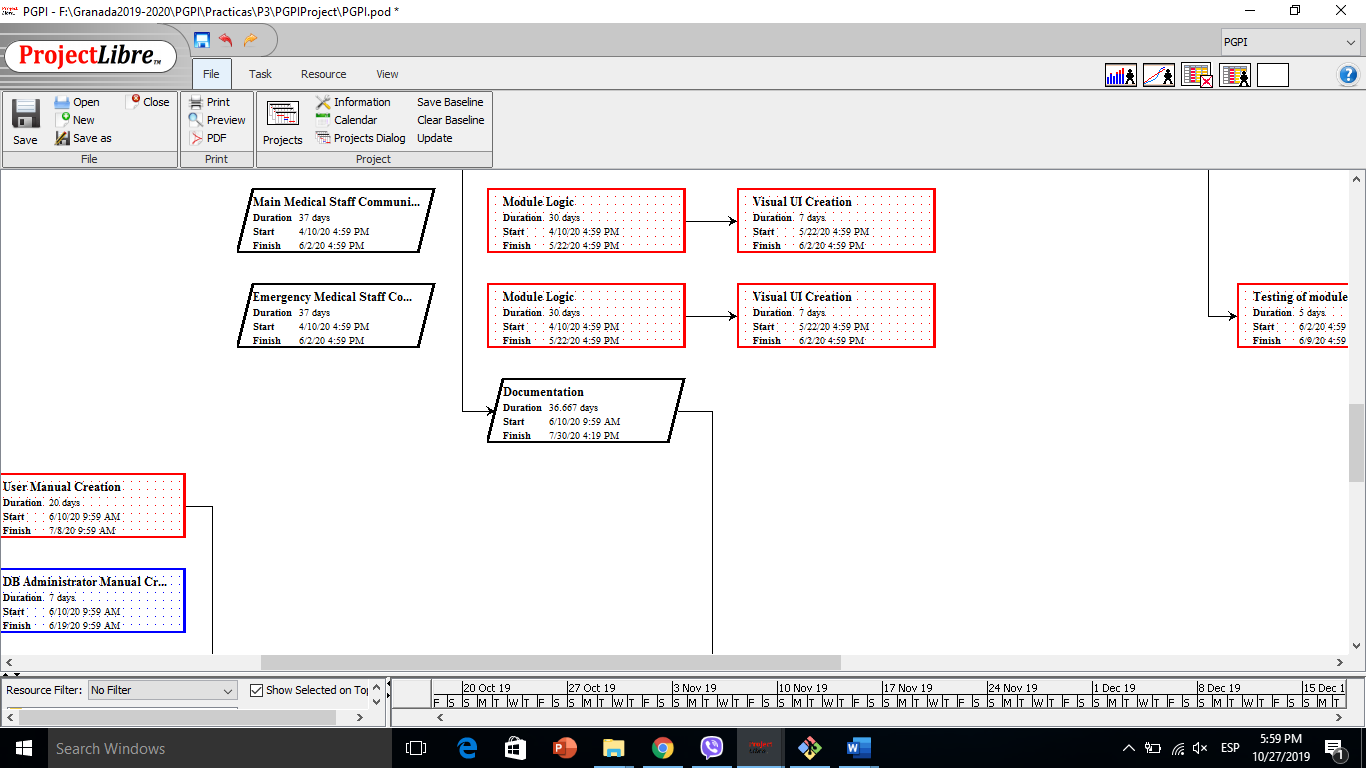 PGPI - F:\Granada2019-2020\PGPI\Practicas\P3\PGPIProject\PGPI.pod *
ProjectLibre™
PGPI
File Task Resource View
Save
Open
New
Save as
Close
File
Print
Preview
PDF
Print
Projects
Information
Calendar
Projects Dialog
Save Baseline
Clear Baseline
Update
Project
Main Medical Staff Communi...
Duration 37 days
Start 4/10/20 4:59 PM
Finish 6/2/20 4:59 PM
Module Logic
Duration 30 days
Start 4/10/20 4:59 PM
Finish 5/22/20 4:59 PM
Visual UI Creation
Duration 7 days
Start 5/22/20 4:59 PM
Finish 6/2/20 4:59 PM
Emergency Medical Staff Co...
Duration 37 days
Start 4/10/20 4:59 PM
Finish 6/2/20 4:59 PM
Module Logic
Duration 30 days
Start 4/10/20 4:59 PM
Finish 5/22/20 4:59 PM
Visual UI Creation
Duration 7 days
Start 5/22/20 4:59 PM
Finish 6/2/20 4:59 PM
Testing of module
Duration 5 days
Start 6/2/20 4:59
Finish 6/9/20 4:59
Documentation
Duration 36.667 days
Start 6/10/20 9:59 AM
Finish 7/30/20 4:19 PM
User Manual Creation
Duration 20 days
Start 6/10/20 9:59 AM
Finish 7/8/20 9:59 AM
DB Administrator Manual Cr...
Duration 7 days
Start 6/10/20 9:59 AM
Finish 6/19/20 9:59 AM
Resource Filter: No Filter
Show Selected on Top
20 Oct 19 27 Oct 19 3 Nov 19 10 Nov 19 17 Nov 19 24 Nov 19 1 Dec 19 8 Dec 19 15 Dec 1
F S S M T W T F S S M T W T F S S M T W T F S S M T W T F S S M T W T F S S M T W T F S S M T W T F S S M T W T F S S M T
Search Windows
ESP
5:59 PM
10/27/2019
1